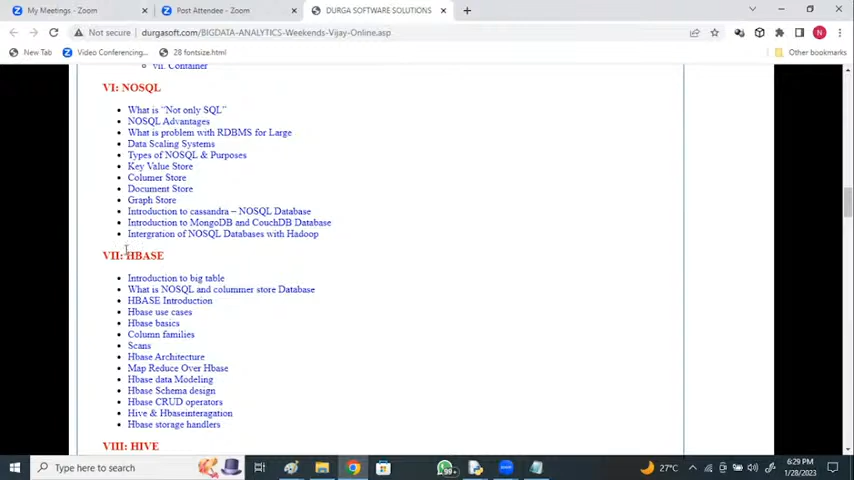 My Meetings - Zoom
Post Attendee - Zoom
DURGA SOFTWARE SOLUTIONS
Not secure
durgasoft.com/BIGDATA-ANALYTICS-Weekends-Vijay-Online.asp
N
New Tab
Video Conferencing,...
28 fontsize.html
Other bookmarks
vii. Container
VI: NOSQL
What is “Not only SQL”
NOSQL Advantages
What is problem with RDBMS for Large
Data Scaling Systems
Types of NOSQL & Purposes
Key Value Store
Columer Store
Document Store
Graph Store
Introduction to cassandra – NOSQL Database
Introduction to MongoDB and CouchDB Database
Intergration of NOSQL Databases with Hadoop
VII: HBASE
Introduction to big table
What is NOSQL and colummer store Database
HBASE Introduction
Hbase use cases
Hbase basics
Column families
Scans
Hbase Architecture
Map Reduce Over Hbase
Hbase data Modeling
Hbase Schema design
Hbase CRUD operators
Hive & Hbaseinteragation
Hbase storage handlers
VIII: HIVE
Type here to search
99+
27°C
6:29 PM
1/28/2023